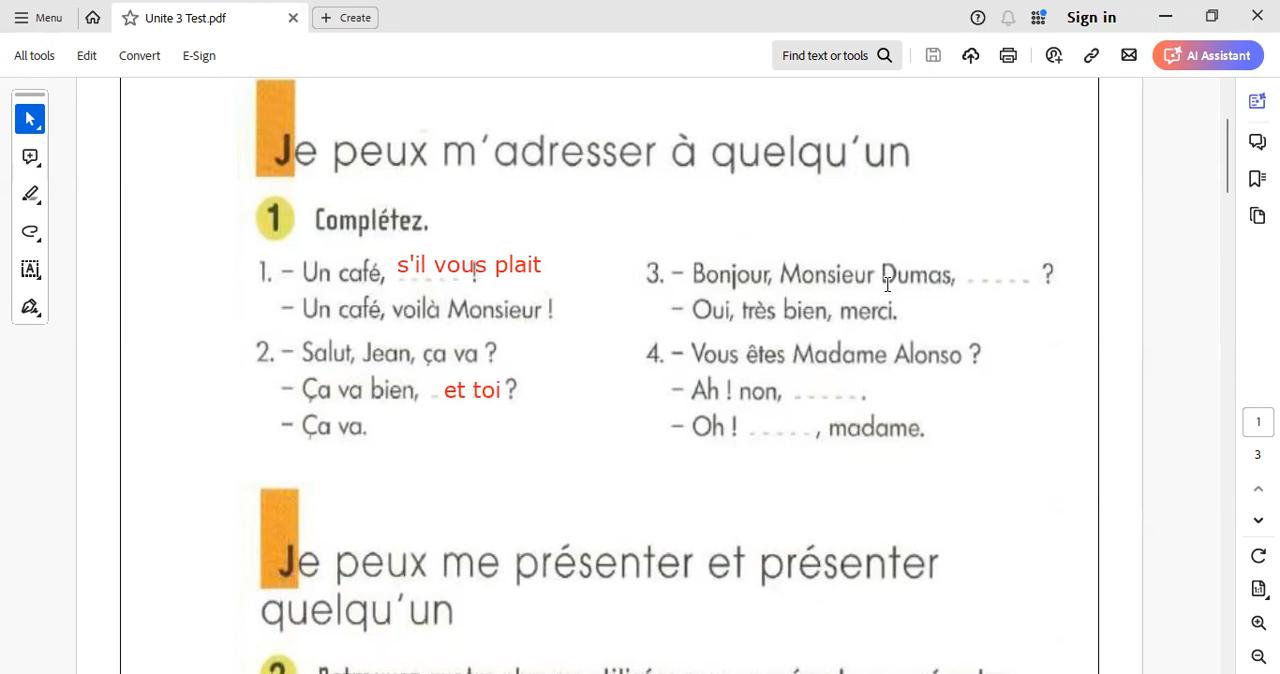 Menu
Unite 3 Test.pdf
Create
Sign in
All tools
Edit
Convert
E-Sign
Find text or tools
AI Assistant
Je peux m'adresser à quelqu'un
1 Complétez.
1. – Un café, s'il vous plait !
– Un café, voilà Monsieur !
2. – Salut, Jean, ça va ?
– Ça va bien, et toi ?
– Ça va.
3. – Bonjour, Monsieur Dumas, ..... ?
– Oui, très bien, merci.
4. – Vous êtes Madame Alonso ?
– Ah ! non, ..... .
– Oh ! ..... , madame.
Je peux me présenter et présenter
quelqu'un
1
3